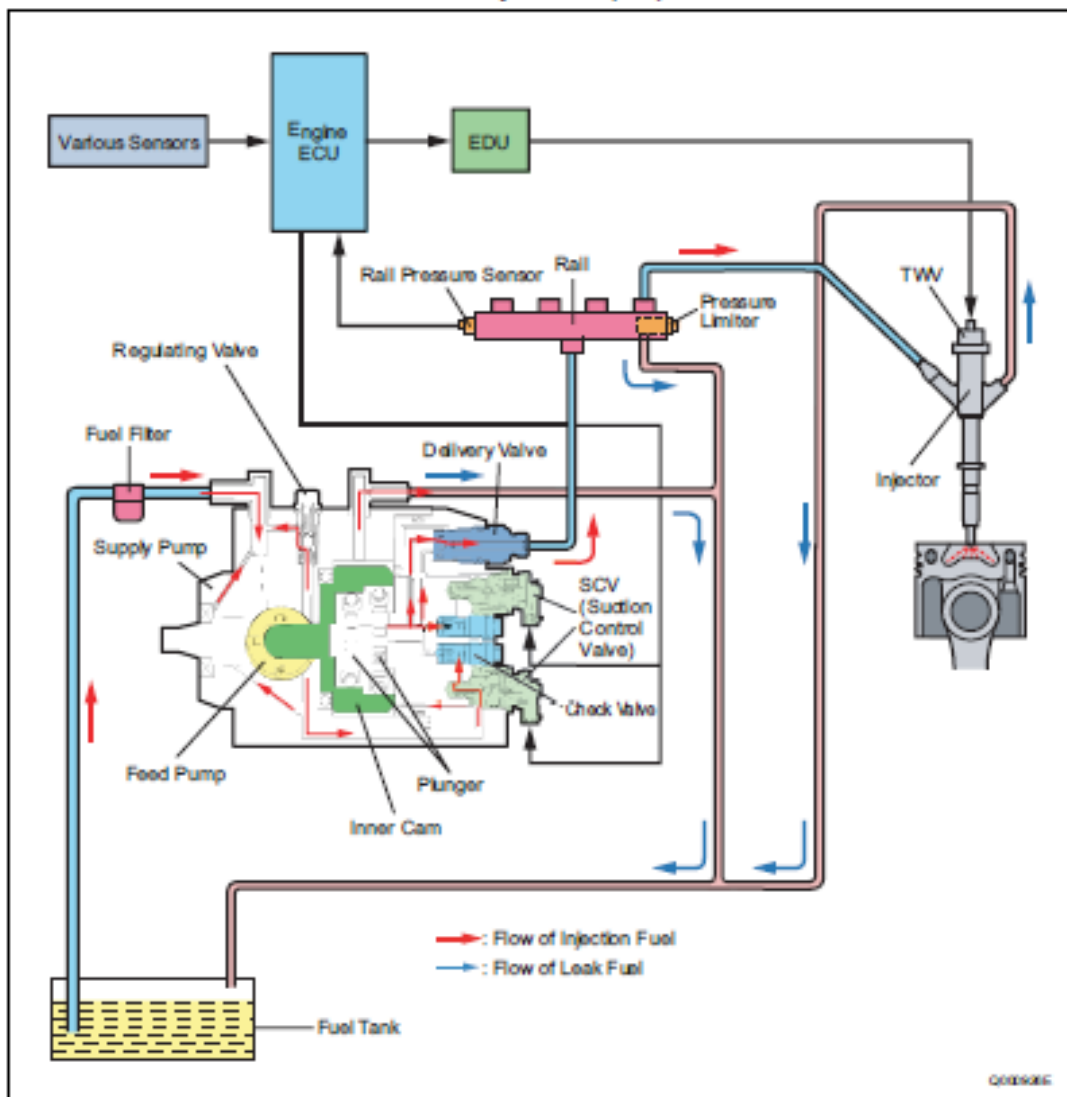 Various Sensors
Engine
ECU
EDU
Rail Pressure Sensor
Rail
TWV
Pressure
Limiter
Regulating Valve
Fuel Filter
Delivery Valve
Injector
Supply Pump
SCV
(Suction
Control
Valve)
Check Valve
Feed Pump
Plunger
Inner Cam
: Flow of Injection Fuel
: Flow of Leak Fuel
Fuel Tank